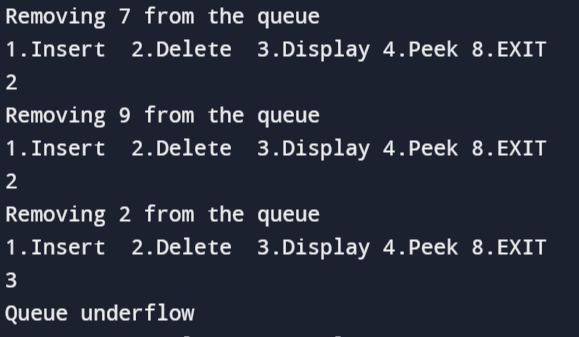 Removing 7 from the queue
1.Insert  2.Delete  3.Display 4.Peek 8.EXIT
2
Removing 9 from the queue
1.Insert  2.Delete  3.Display 4.Peek 8.EXIT
2
Removing 2 from the queue
1.Insert  2.Delete  3.Display 4.Peek 8.EXIT
3
Queue underflow